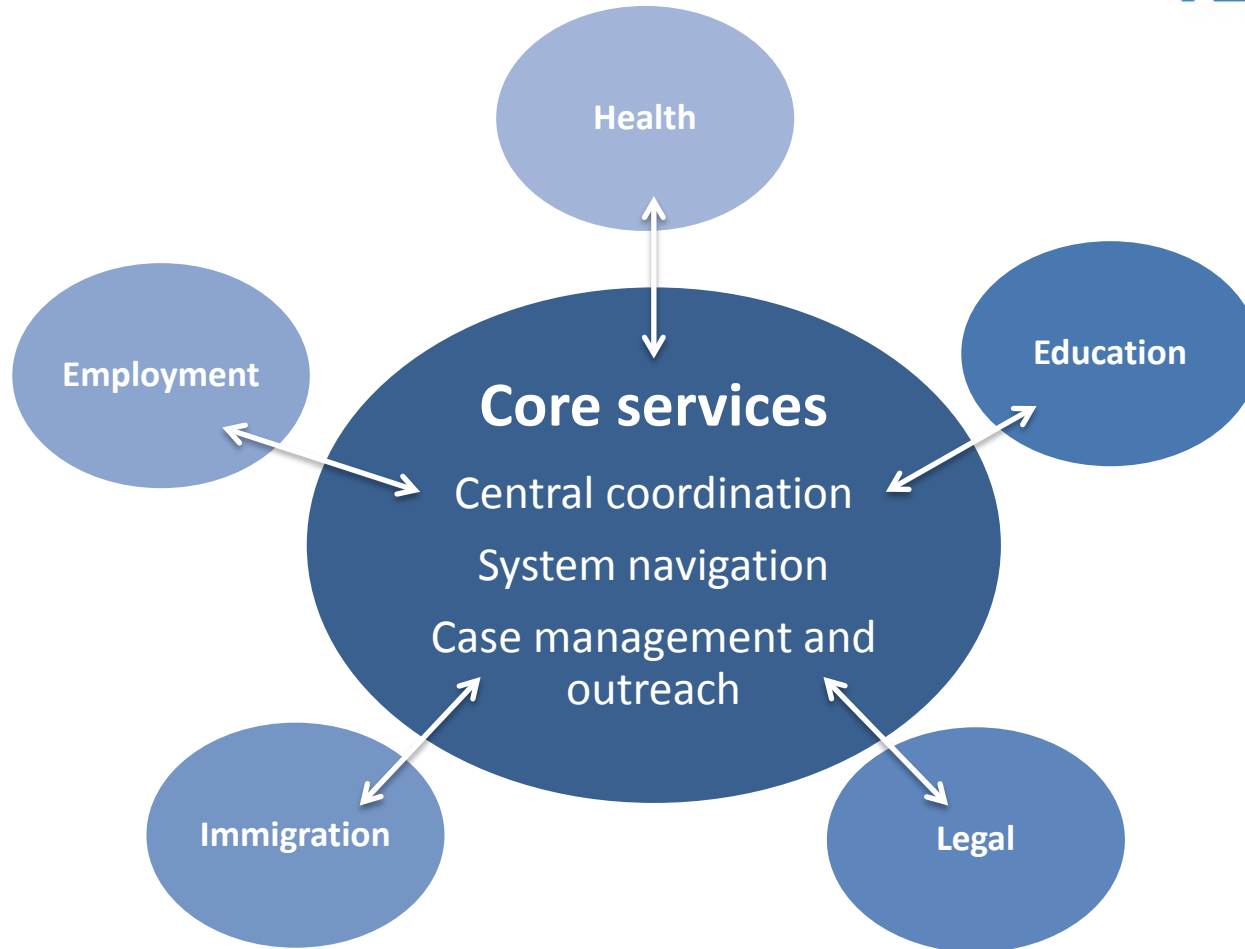 Health
Education
Employment
Core services
Central coordination
System navigation
Case management and
outreach
Immigration
Legal